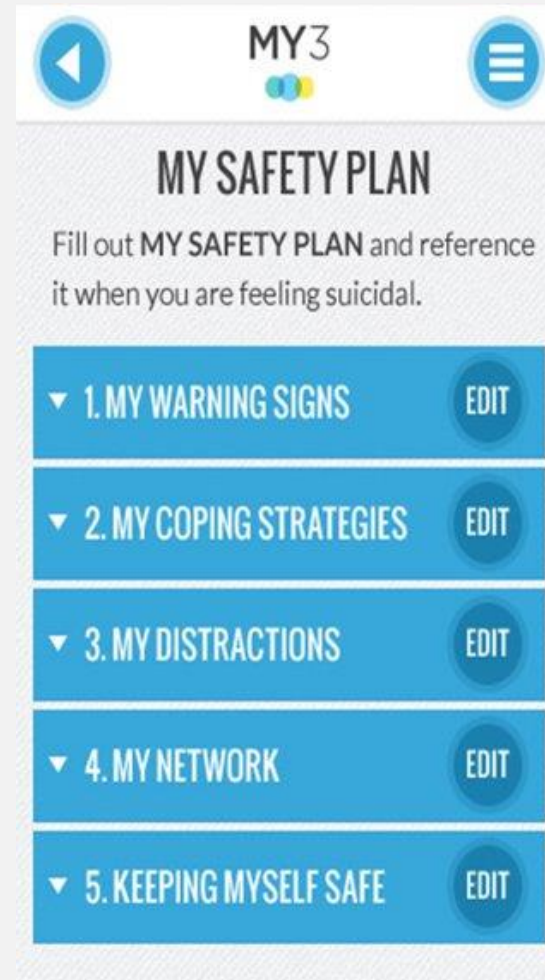 MY3
MY SAFETY PLAN
Fill out MY SAFETY PLAN and reference
it when you are feeling suicidal.
1. MY WARNING SIGNS EDIT
2. MY COPING STRATEGIES EDIT
3. MY DISTRACTIONS EDIT
4. MY NETWORK EDIT
5. KEEPING MYSELF SAFE EDIT